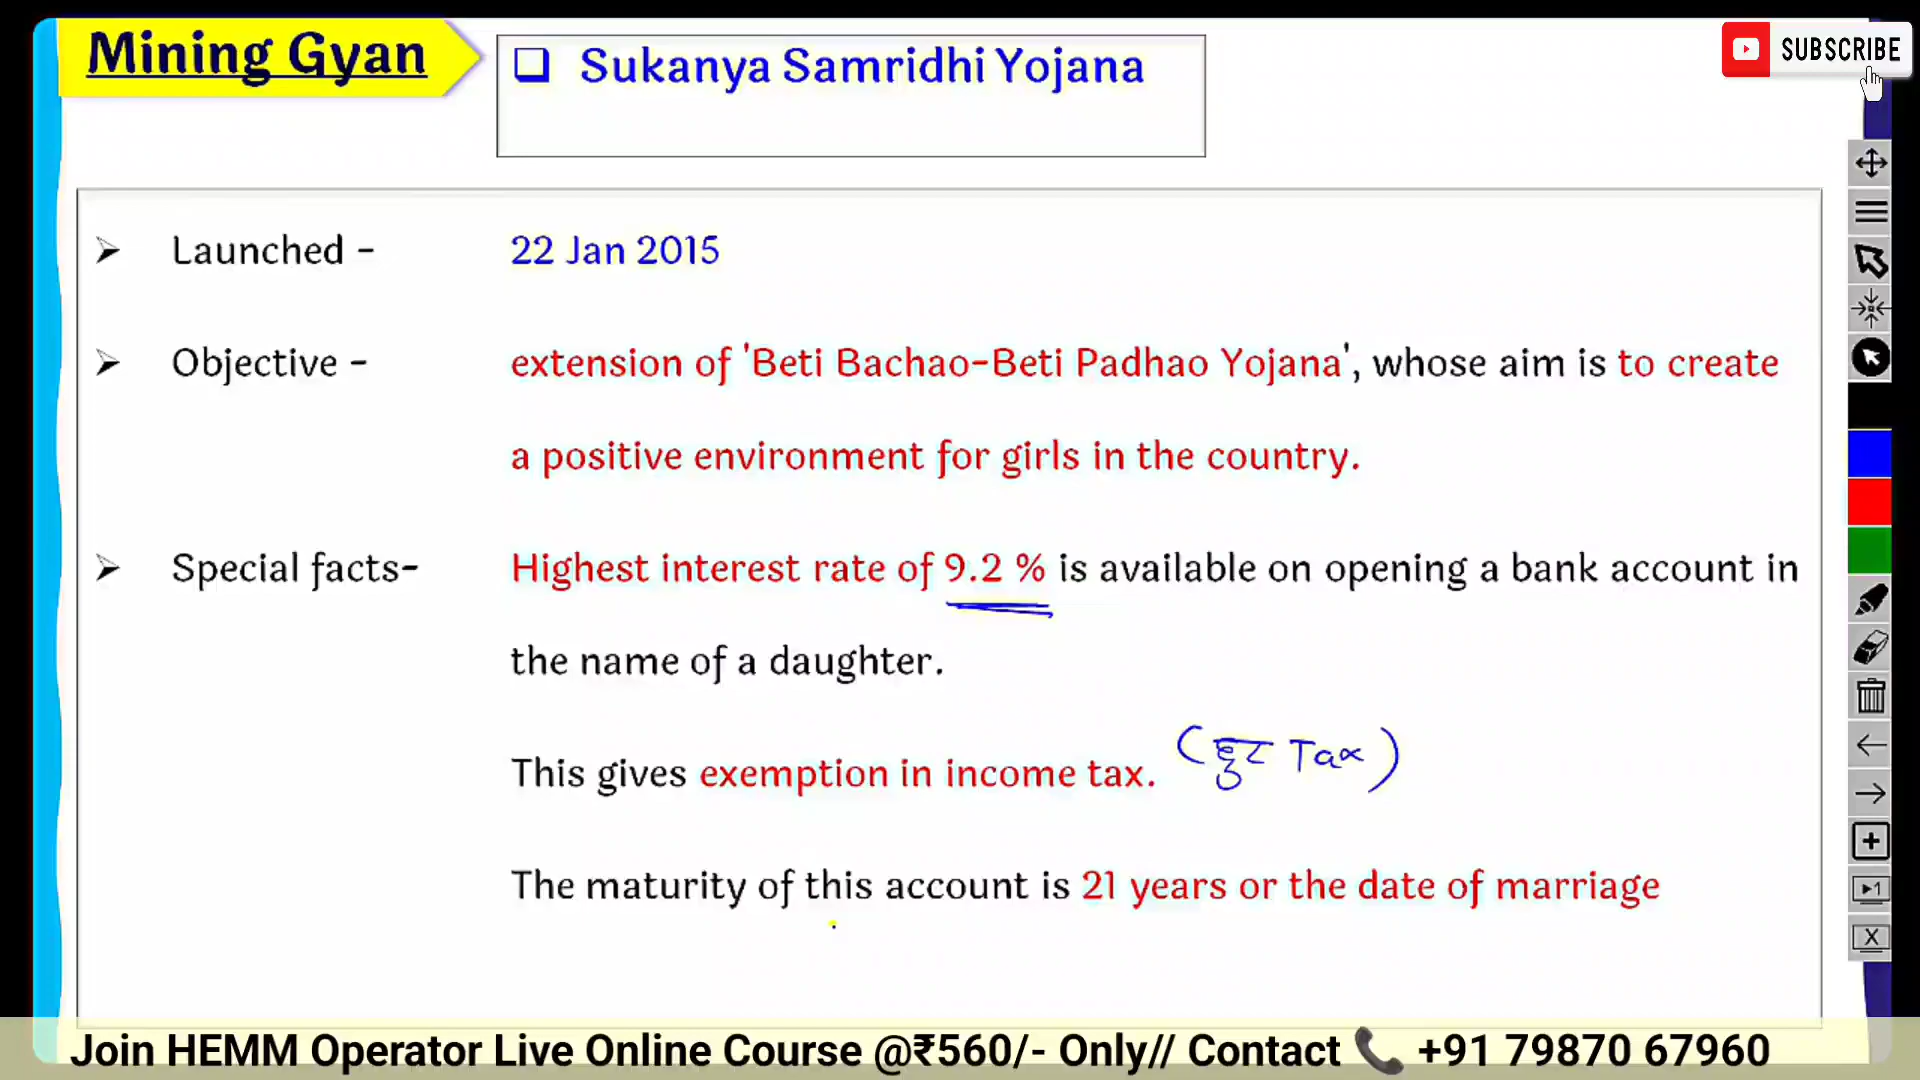 Mining Gyan
❑ Sukanya Samridhi Yojana
SUBSCRIBE
➢ Launched - 22 Jan 2015
➢ Objective - extension of 'Beti Bachao-Beti Padhao Yojana', whose aim is to create
a positive environment for girls in the country.
➢ Special facts- Highest interest rate of 9.2 % is available on opening a bank account in
the name of a daughter.
This gives exemption in income tax. (छुट Tax)
The maturity of this account is 21 years or the date of marriage
Join HEMM Operator Live Online Course @₹560/- Only// Contact 📞 +91 79870 67960